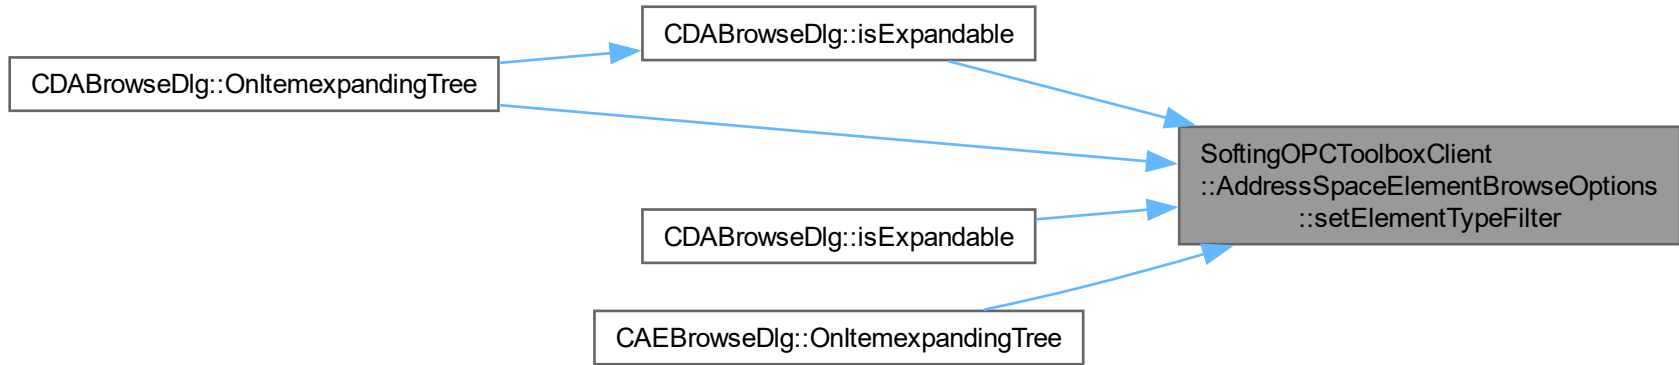 CDABrowseDlg::isExpandable
CDABrowseDlg::OnItemexpandingTree
SoftingOPCToolboxClient
::AddressSpaceElementBrowseOptions
::setElementTypeFilter
CDABrowseDlg::isExpandable
CAEBrowseDlg::OnItemexpandingTree